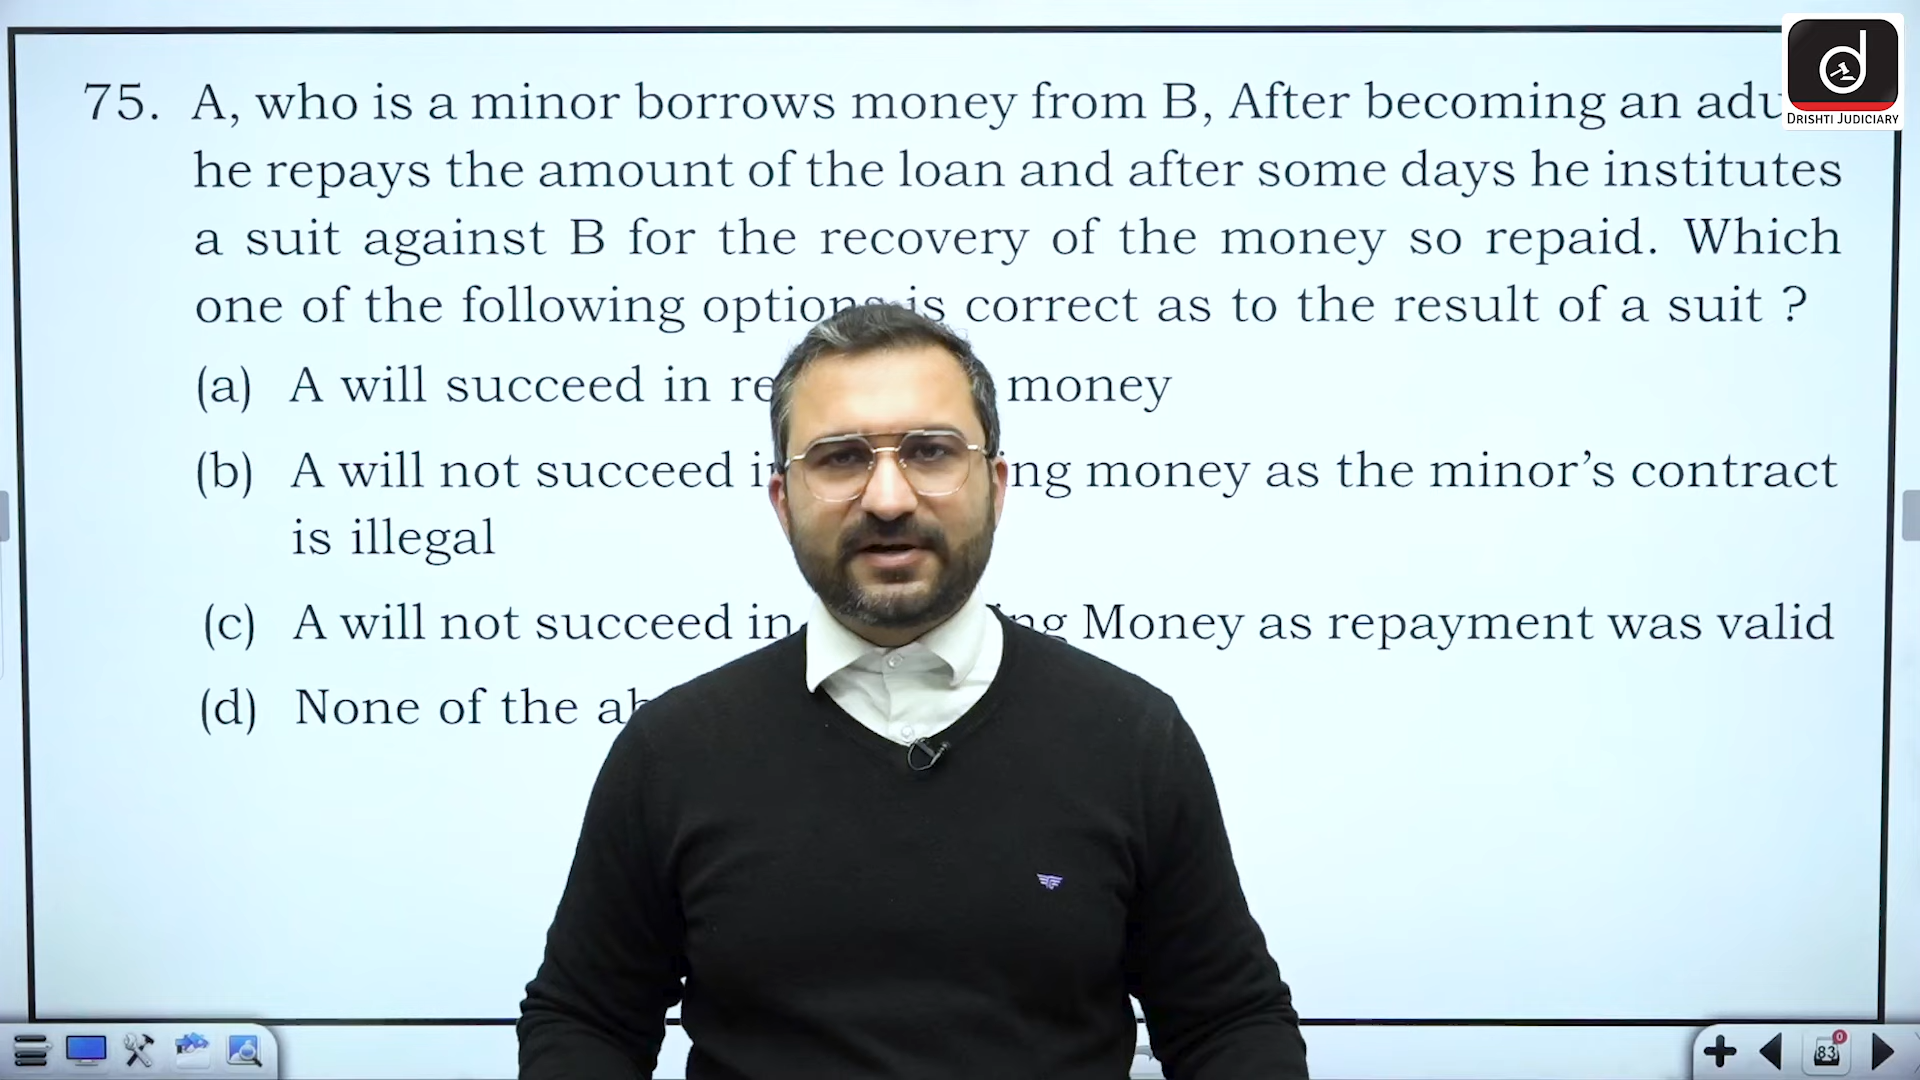 DRISHTI JUDICIARY
75. A, who is a minor borrows money from B, After becoming an
he repays the amount of the loan and after some days he institutes
a suit against B for the recovery of the money so repaid. Which
one of the following options is correct as to the result of a suit ?
(a) A will succeed in money
(b) A will not succeed money as the minor's contract
is illegal
(c) A will not succeed in Money as repayment was valid
(d) None of the
0
83